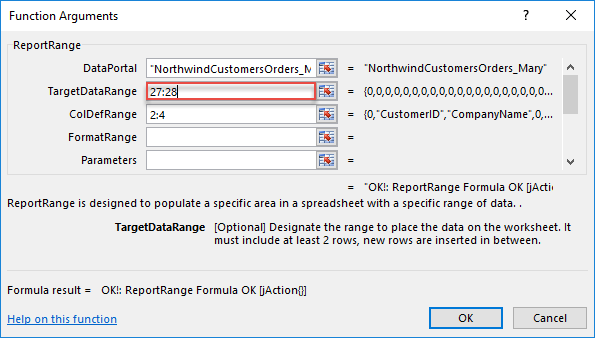 Function Arguments
ReportRange
DataPortal "NorthwindCustomersOrders_M = "NorthwindCustomersOrders_Mary"
TargetDataRange 27:28 = {0,0,0,0,0,0,0,0,0,0,0,0,0,0,0,0,0,0,0,0,0...
ColDefRange 2:4 = {0,"CustomerID","CompanyName",0,...
FormatRange =
Parameters =
= "OK!: ReportRange Formula OK [jActio
ReportRange is designed to populate a specific area in a spreadsheet with a specific range of data. .
TargetDataRange [Optional] Designate the range to place the data on the worksheet. It
must include at least 2 rows, new rows are inserted in between.
Formula result = OK!: ReportRange Formula OK [jAction{}]
Help on this function
OK Cancel